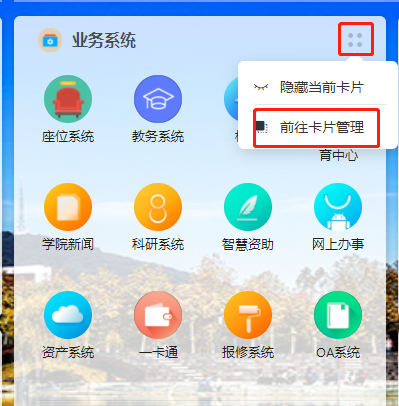 业务系统
隐藏当前卡片
前往卡片管理
座位系统
教务系统
育中心
学院新闻
科研系统
智慧资助
网上办事
资产系统
一卡通
报修系统
OA系统